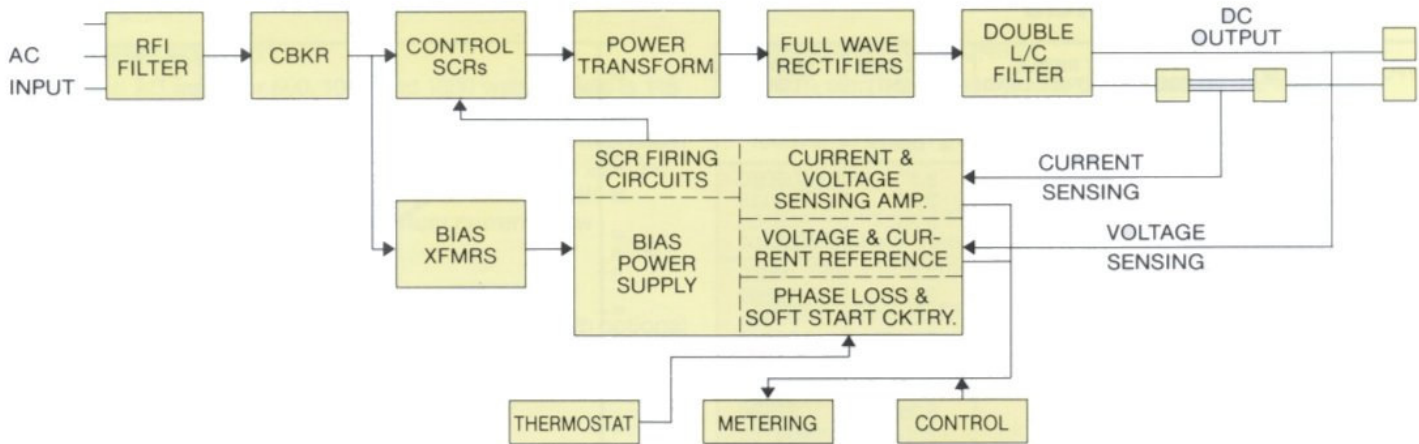 AC
INPUT
RFI
FILTER
CBKR
CONTROL
SCRs
POWER
TRANSFORM
FULL WAVE
RECTIFIERS
DOUBLE
L/C
FILTER
DC
OUTPUT
SCR FIRING
CIRCUITS
CURRENT &
VOLTAGE
SENSING AMP.
CURRENT
SENSING
BIAS
XFMRS
BIAS
POWER
SUPPLY
VOLTAGE & CUR-
RENT REFERENCE
VOLTAGE
SENSING
PHASE LOSS &
SOFT START CKTRY.
THERMOSTAT
METERING
CONTROL